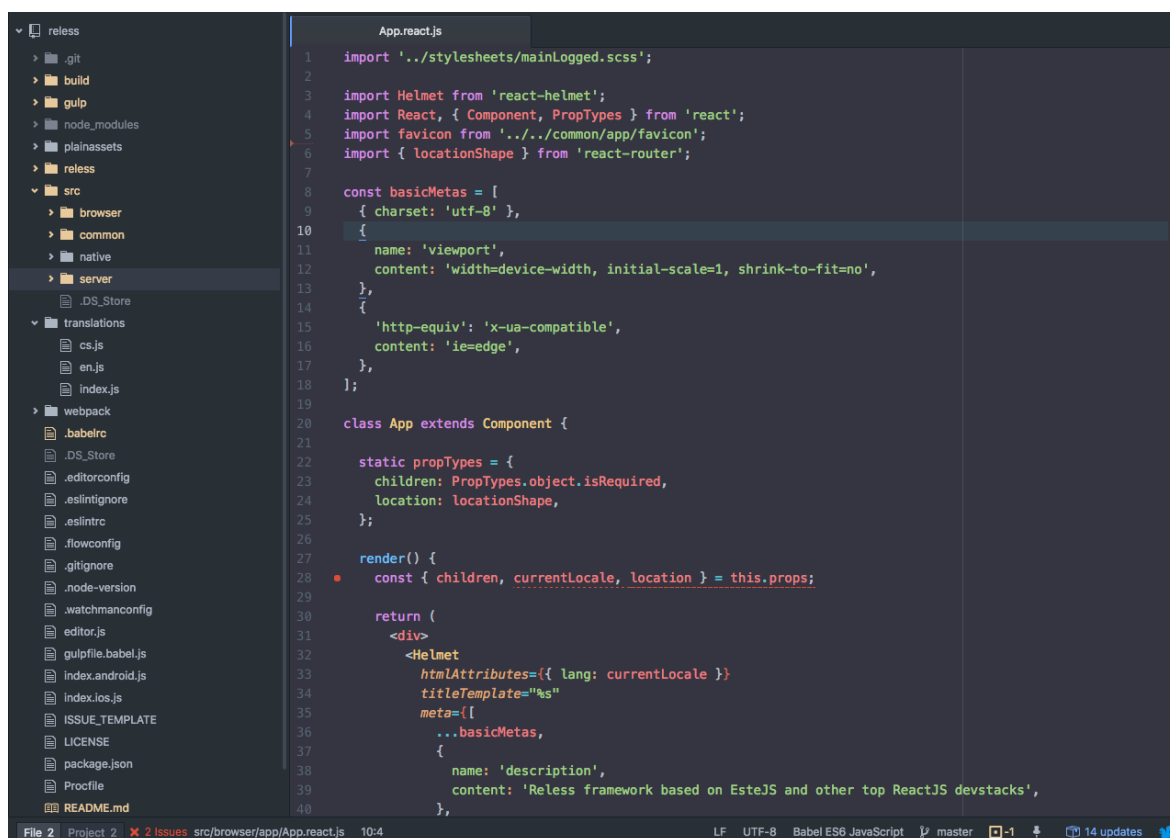 reless
.git
build
gulp
node_modules
plainassets
reless
src
browser
common
native
server
.DS_Store
translations
cs.js
en.js
index.js
webpack
.babelrc
.DS_Store
.editorconfig
.eslintignore
.eslintrc
.flowconfig
.gitignore
.node-version
.watchmanconfig
editor.js
gulpfile.babel.js
index.android.js
index.ios.js
ISSUE_TEMPLATE
LICENSE
package.json
Procfile
README.md
App.react.js
1 import '../stylesheets/mainLogged.scss';
2
3 import Helmet from 'react-helmet';
4 import React, { Component, PropTypes } from 'react';
5 import favicon from '../../common/app/favicon';
6 import { locationShape } from 'react-router';
7
8 const basicMetas = [
9   { charset: 'utf-8' },
10   {
11     name: 'viewport',
12     content: 'width=device-width, initial-scale=1, shrink-to-fit=no',
13   },
14   {
15     'http-equiv': 'x-ua-compatible',
16     content: 'ie=edge',
17   },
18 ];
19
20 class App extends Component {
21
22   static propTypes = {
23     children: PropTypes.object.isRequired,
24     location: locationShape,
25   };
26
27   render() {
28     const { children, currentLocale, location } = this.props;
29
30     return (
31       <div>
32         <Helmet
33           htmlAttributes={{ lang: currentLocale }}
34           titleTemplate="%s"
35           meta={[
36             ...basicMetas,
37             {
38               name: 'description',
39               content: 'Reless framework based on EsteJS and other top ReactJS devstacks',
40             },
File 2 Project 2 2 Issues src/browser/app/App.react.js 10:4 LF UTF-8 Babel ES6 JavaScript master -1 14 updates